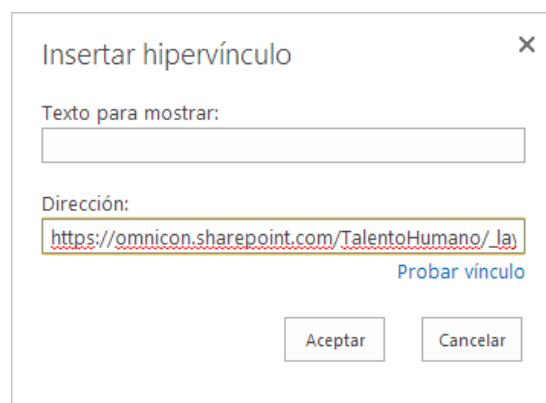 Insertar hipervínculo
Texto para mostrar:
Dirección:
https://omnicon.sharepoint.com/TalentoHumano/_lay
Probar vínculo
Aceptar Cancelar